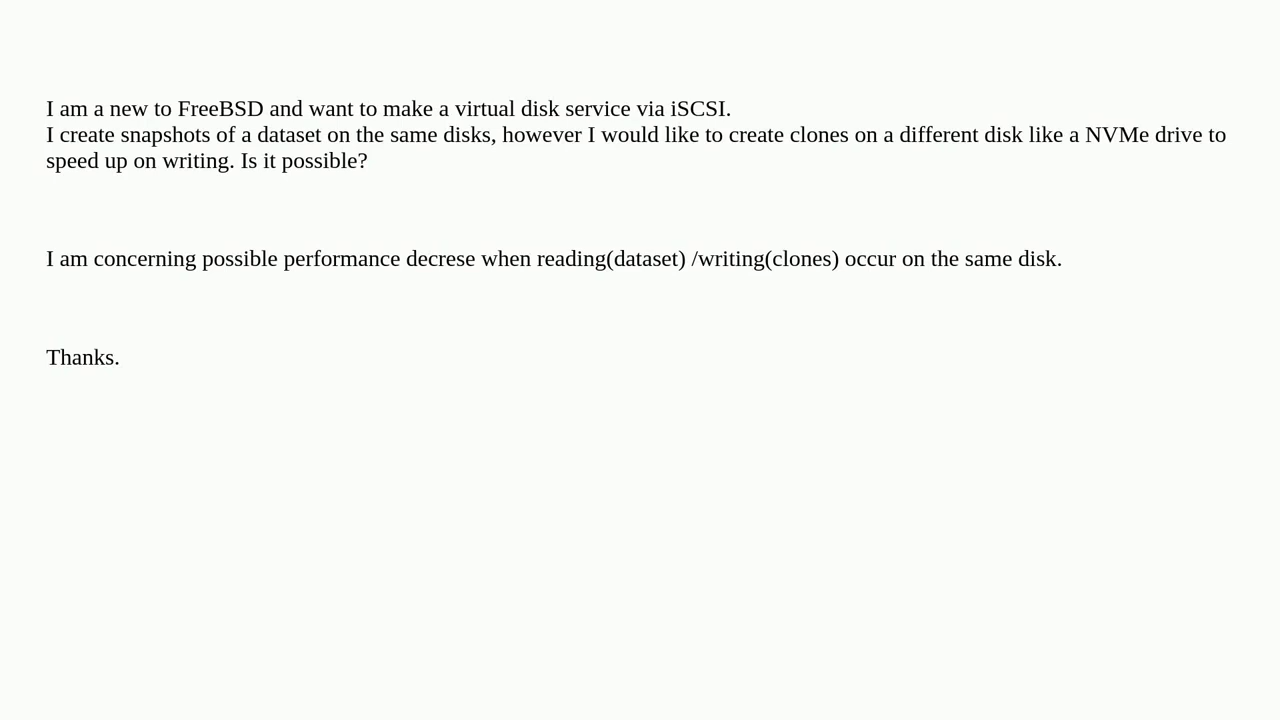 I am a new to FreeBSD and want to make a virtual disk service via iSCSI.
I create snapshots of a dataset on the same disks, however I would like to create clones on a different disk like a NVMe drive to
speed up on writing. Is it possible?
I am concerning possible performance decrese when reading(dataset) /writing(clones) occur on the same disk.
Thanks.